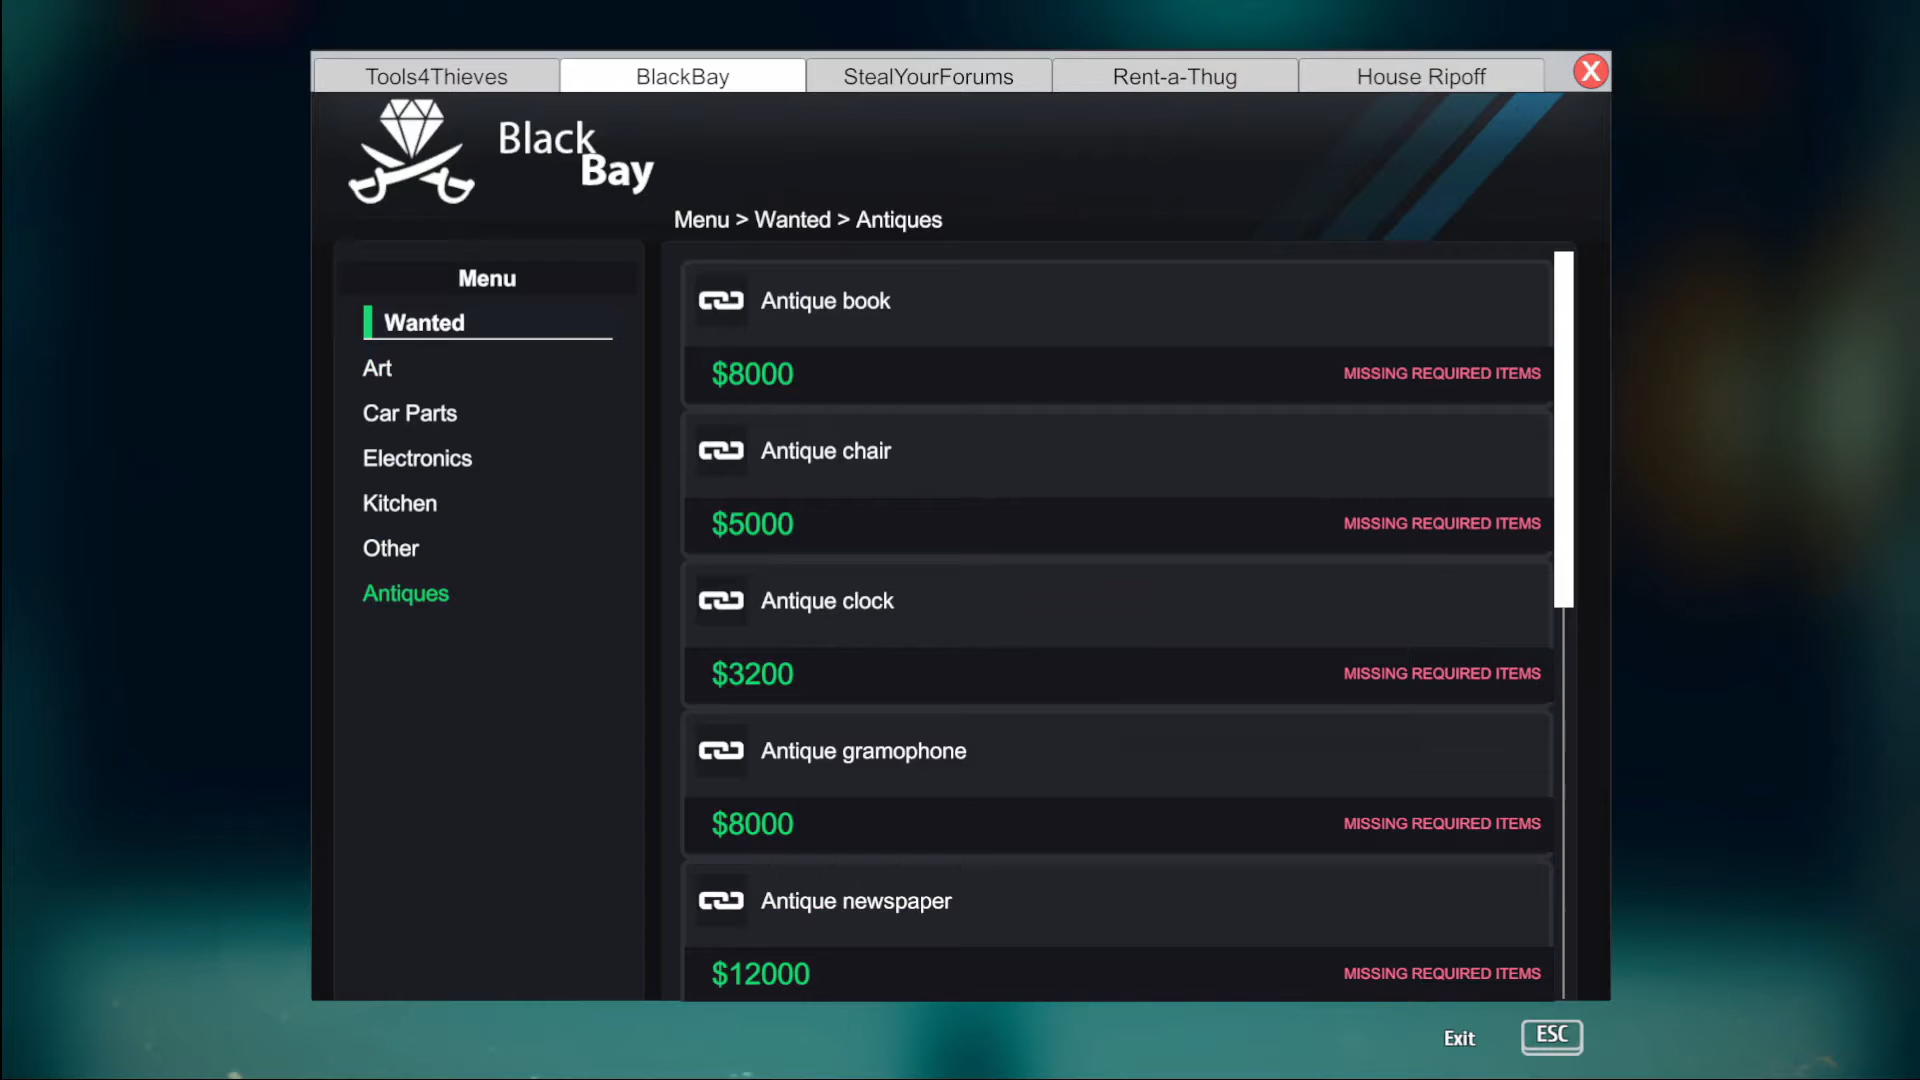 Tools4Thieves
BlackBay
StealYourForums
Rent-a-Thug
House Ripoff
X
Black
Bay
Menu > Wanted > Antiques
Menu
Wanted
Art
Car Parts
Electronics
Kitchen
Other
Antiques
Antique book
$8000 MISSING REQUIRED ITEMS
Antique chair
$5000 MISSING REQUIRED ITEMS
Antique clock
$3200 MISSING REQUIRED ITEMS
Antique gramophone
$8000 MISSING REQUIRED ITEMS
Antique newspaper
$12000 MISSING REQUIRED ITEMS
Exit ESC